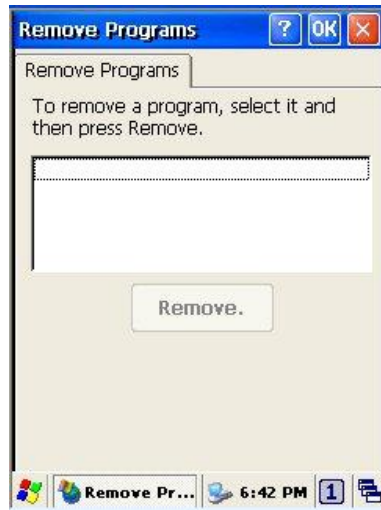 Remove Programs ? OK ×
Remove Programs
To remove a program, select it and
then press Remove.
Remove.
Remove Pr... 6:42 PM 1